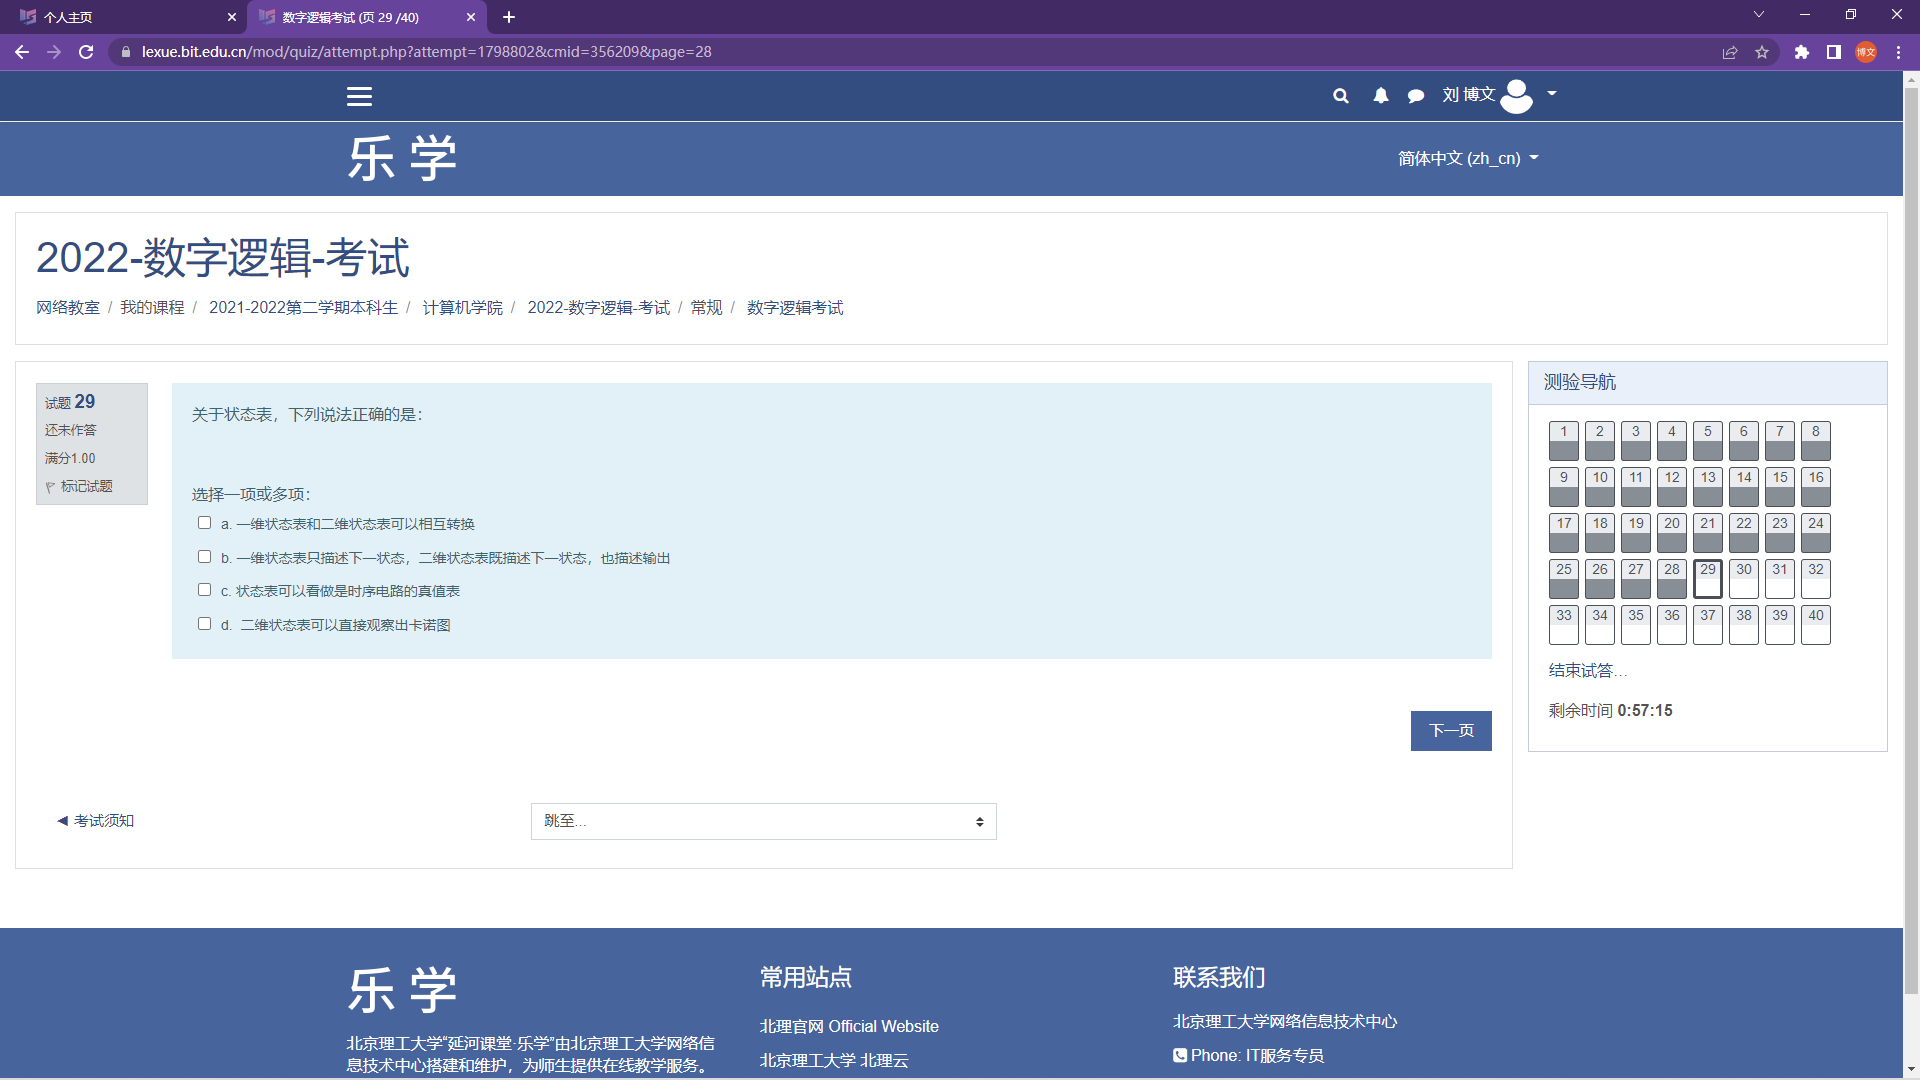 个人主页
数字逻辑考试 (页 29 /40)
lexue.bit.edu.cn/mod/quiz/attempt.php?attempt=1798802&cmid=356209&page=28
博文
刘 博文
乐 学
简体中文 (zh_cn)
2022-数字逻辑-考试
网络教室 / 我的课程 / 2021-2022第二学期本科生 / 计算机学院 / 2022-数字逻辑-考试 / 常规 / 数字逻辑考试
试题 29
还未作答
满分1.00
标记试题
关于状态表，下列说法正确的是：
选择一项或多项：
a. 一维状态表和二维状态表可以相互转换
b. 一维状态表只描述下一状态，二维状态表既描述下一状态，也描述输出
c. 状态表可以看做是时序电路的真值表
d. 二维状态表可以直接观察出卡诺图
下一页
◄ 考试须知
跳至...
测验导航
1 2 3 4 5 6 7 8
9 10 11 12 13 14 15 16
17 18 19 20 21 22 23 24
25 26 27 28 29 30 31 32
33 34 35 36 37 38 39 40
结束试答…
剩余时间 0:57:15
乐 学
北京理工大学“延河课堂·乐学”由北京理工大学网络信
息技术中心搭建和维护，为师生提供在线教学服务。
常用站点
北理官网 Official Website
北京理工大学 北理云
联系我们
北京理工大学网络信息技术中心
Phone: IT服务专员